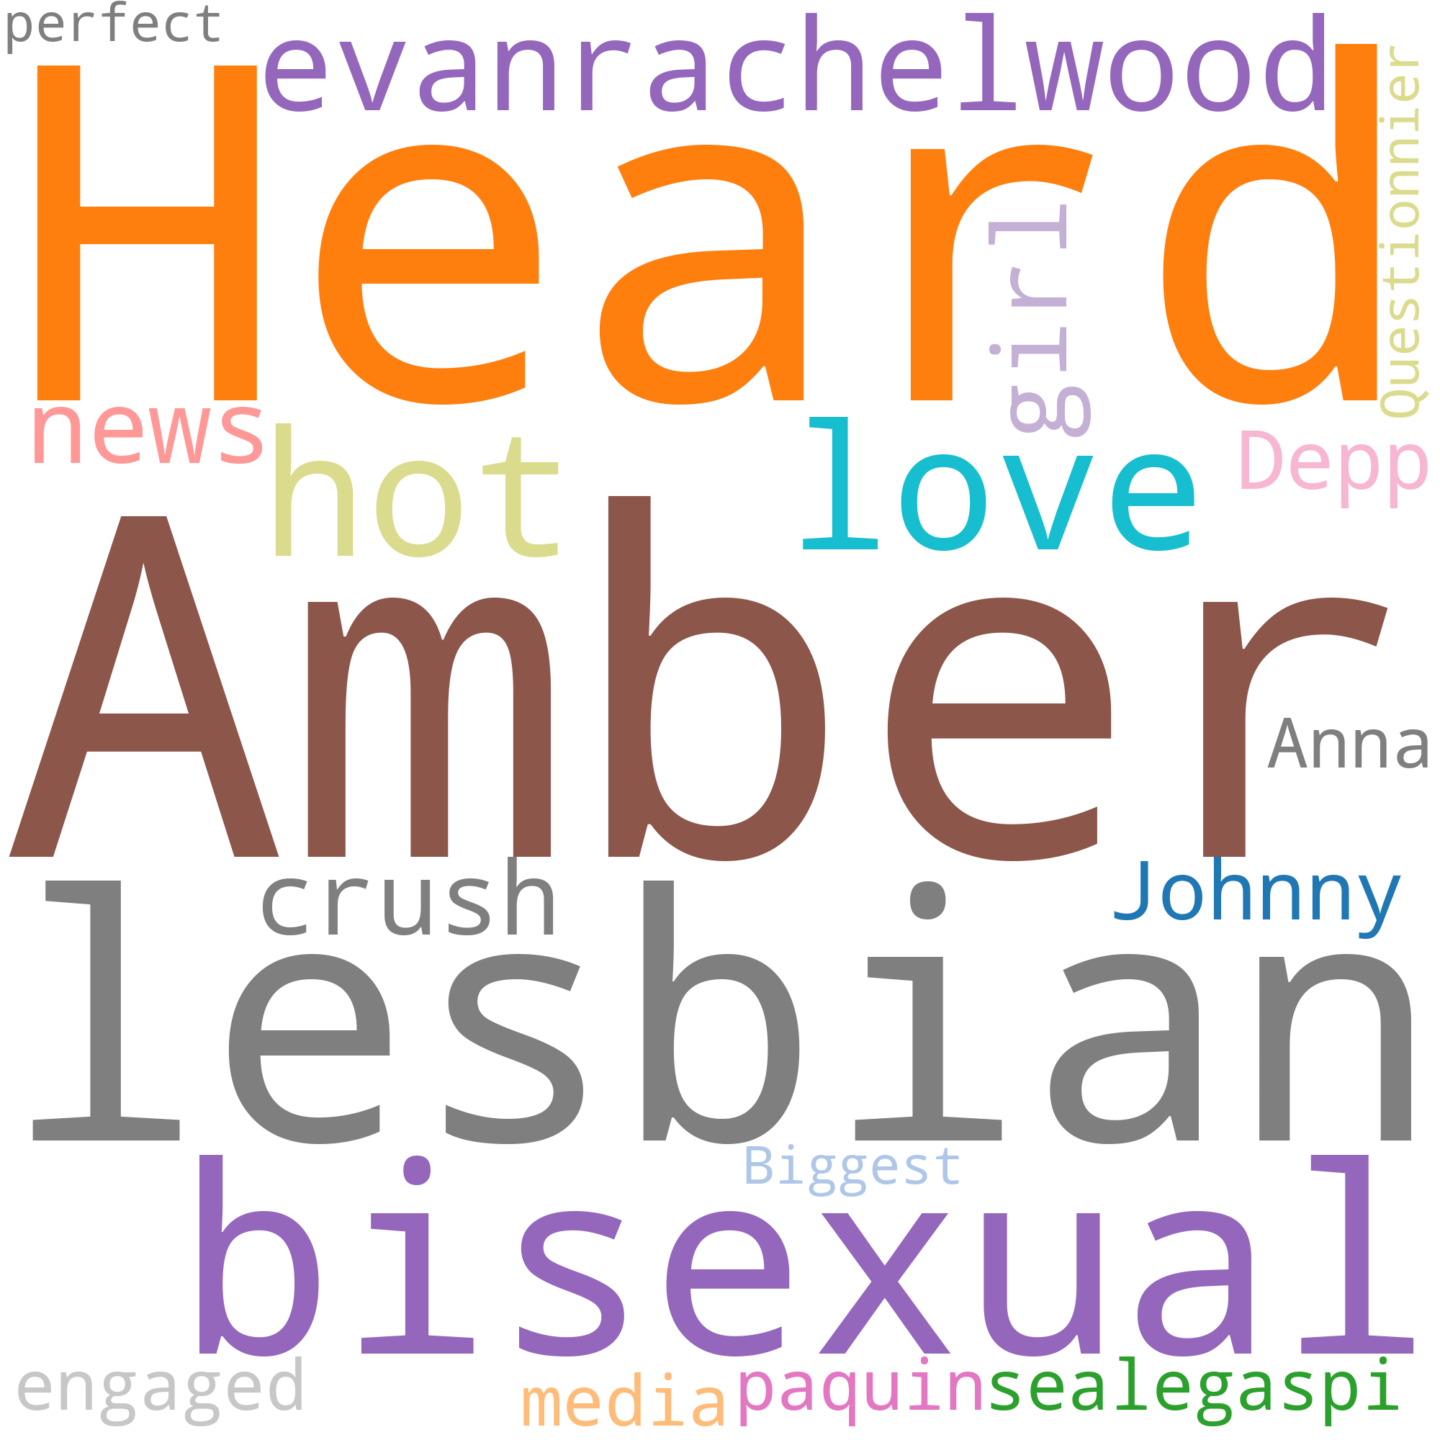 perfect
evanrachelwood
Heard
Questionnier
girl
news
hot
love
Depp
Amber
Anna
crush
Johnny
lesbian
Biggest
bisexual
engaged
media
paquin
sealegaspi